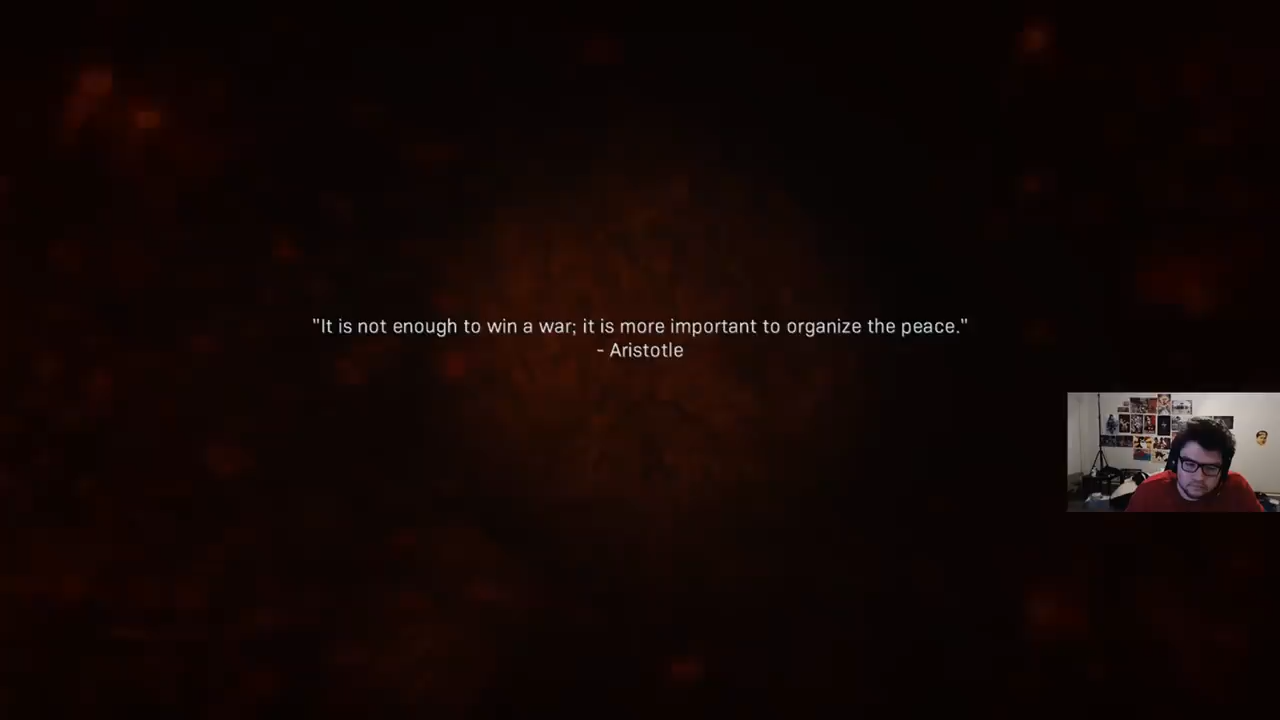 "It is not enough to win a war; it is more important to organize the peace."
- Aristotle